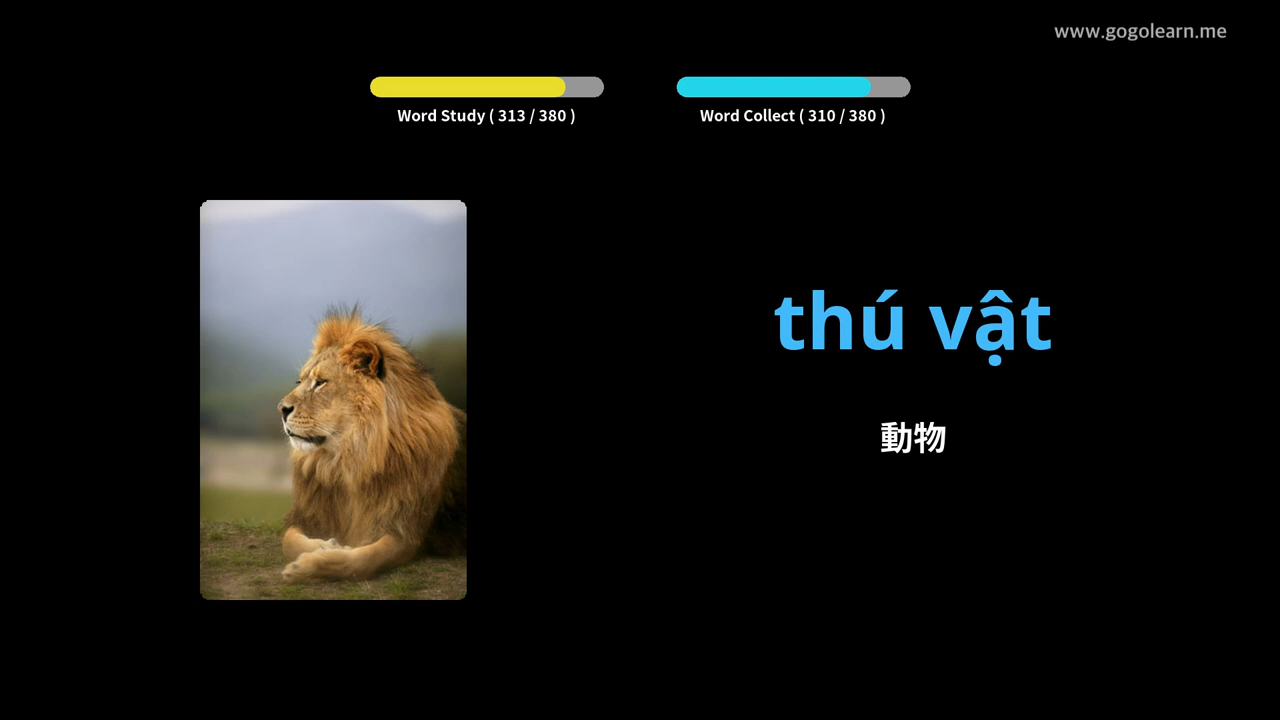 www.gogolearn.me
Word Study ( 313 / 380 )
Word Collect ( 310 / 380 )
thú vật
動物